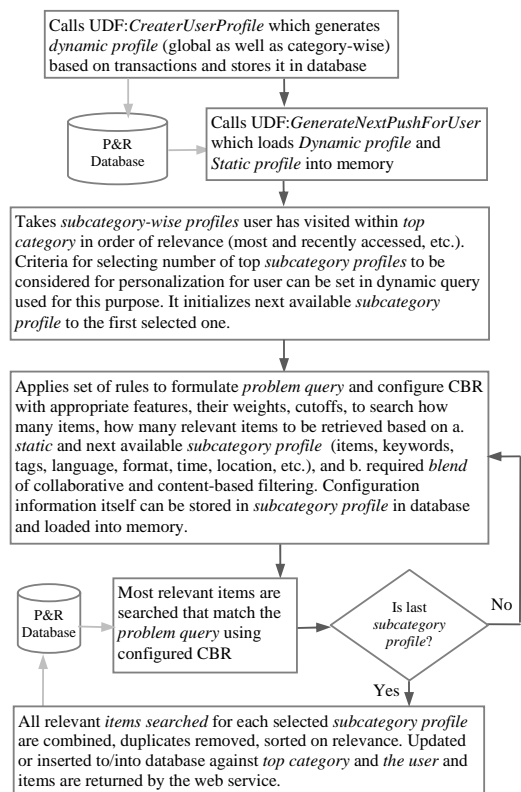 Calls UDF:CreaterUserProfile which generates
dynamic profile (global as well as category-wise)
based on transactions and stores it in database
P&R
Database
Calls UDF:GenerateNextPushForUser
which loads Dynamic profile and
Static profile into memory
Takes subcategory-wise profiles user has visited within top
category in order of relevance (most and recently accessed, etc.).
Criteria for selecting number of top subcategory profiles to be
considered for personalization for user can be set in dynamic query
used for this purpose. It initializes next available subcategory
profile to the first selected one.
Applies set of rules to formulate problem query and configure CBR
with appropriate features, their weights, cutoffs, to search how
many items, how many relevant items to be retrieved based on a.
static and next available subcategory profile (items, keywords,
tags, language, format, time, location, etc.), and b. required blend
of collaborative and content-based filtering. Configuration
information itself can be stored in subcategory profile in database
and loaded into memory.
P&R
Database
Most relevant items are
searched that match the
problem query using
configured CBR
Is last
subcategory
profile?
No
Yes
All relevant items searched for each selected subcategory profile
are combined, duplicates removed, sorted on relevance. Updated
or inserted to/into database against top category and the user and
items are returned by the web service.